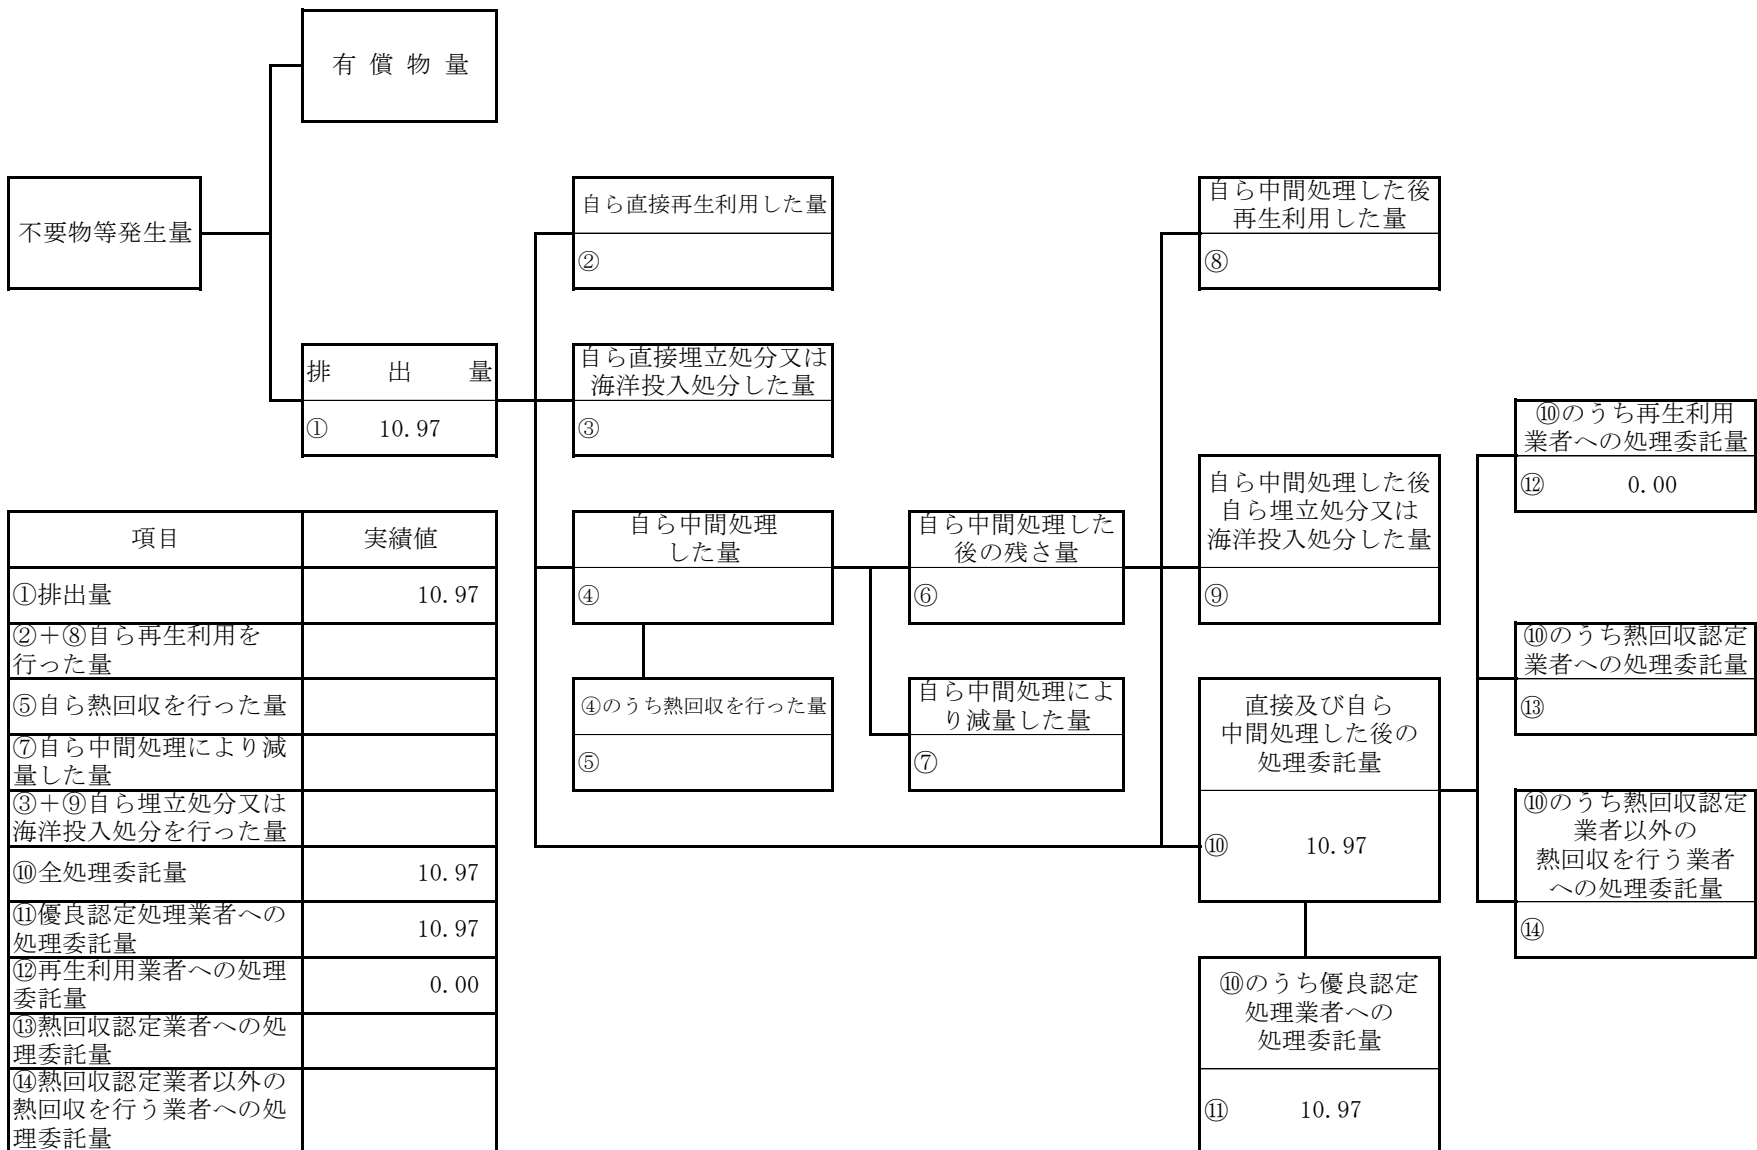 有 償 物 量
不要物等発生量
自ら直接再生利用した量
②
自ら中間処理した後
再生利用した量
⑧
排 出 量
① 10.97
自ら直接埋立処分又は
海洋投入処分した量
③
⑩のうち再生利用
業者への処理委託量
⑫ 0.00
自ら中間処理
した量
④
自ら中間処理した
後の残さ量
⑥
自ら中間処理した後
自ら埋立処分又は
海洋投入処分した量
⑨
⑩のうち熱回収認定
業者への処理委託量
⑬
④のうち熱回収を行った量
⑤
自ら中間処理によ
り減量した量
⑦
直接及び自ら
中間処理した後の
処理委託量
⑩ 10.97
⑩のうち熱回収認定
業者以外の
熱回収を行う業者
への処理委託量
⑭
⑩のうち優良認定
処理業者への
処理委託量
⑪ 10.97
項目 実績値
①排出量 10.97
②＋⑧自ら再生利用を
行った量
⑤自ら熱回収を行った量
⑦自ら中間処理により減
量した量
③＋⑨自ら埋立処分又は
海洋投入処分を行った量
⑩全処理委託量 10.97
⑪優良認定処理業者への
処理委託量 10.97
⑫再生利用業者への処理
委託量 0.00
⑬熱回収認定業者への処
理委託量
⑭熱回収認定業者以外の
熱回収を行う業者への処
理委託量